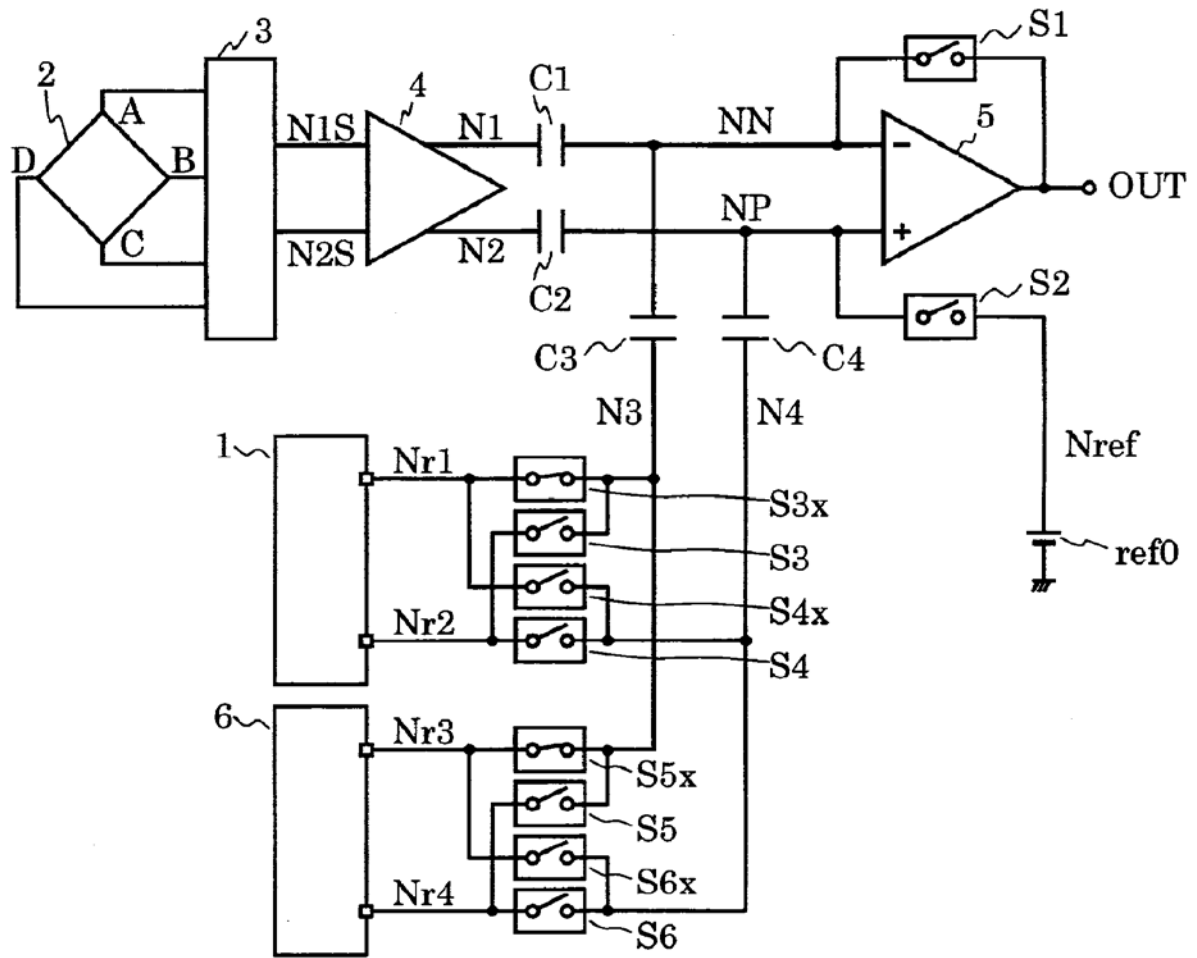 3
S1
2
4
C1
A
N1S
N1
NN
5
D
B
−
OUT
C
NP
N2S
N2
+
C2
S2
C3
C4
N3
N4
1
Nr1
Nref
S3x
S3
ref0
S4x
Nr2
S4
6
Nr3
S5x
S5
S6x
Nr4
S6